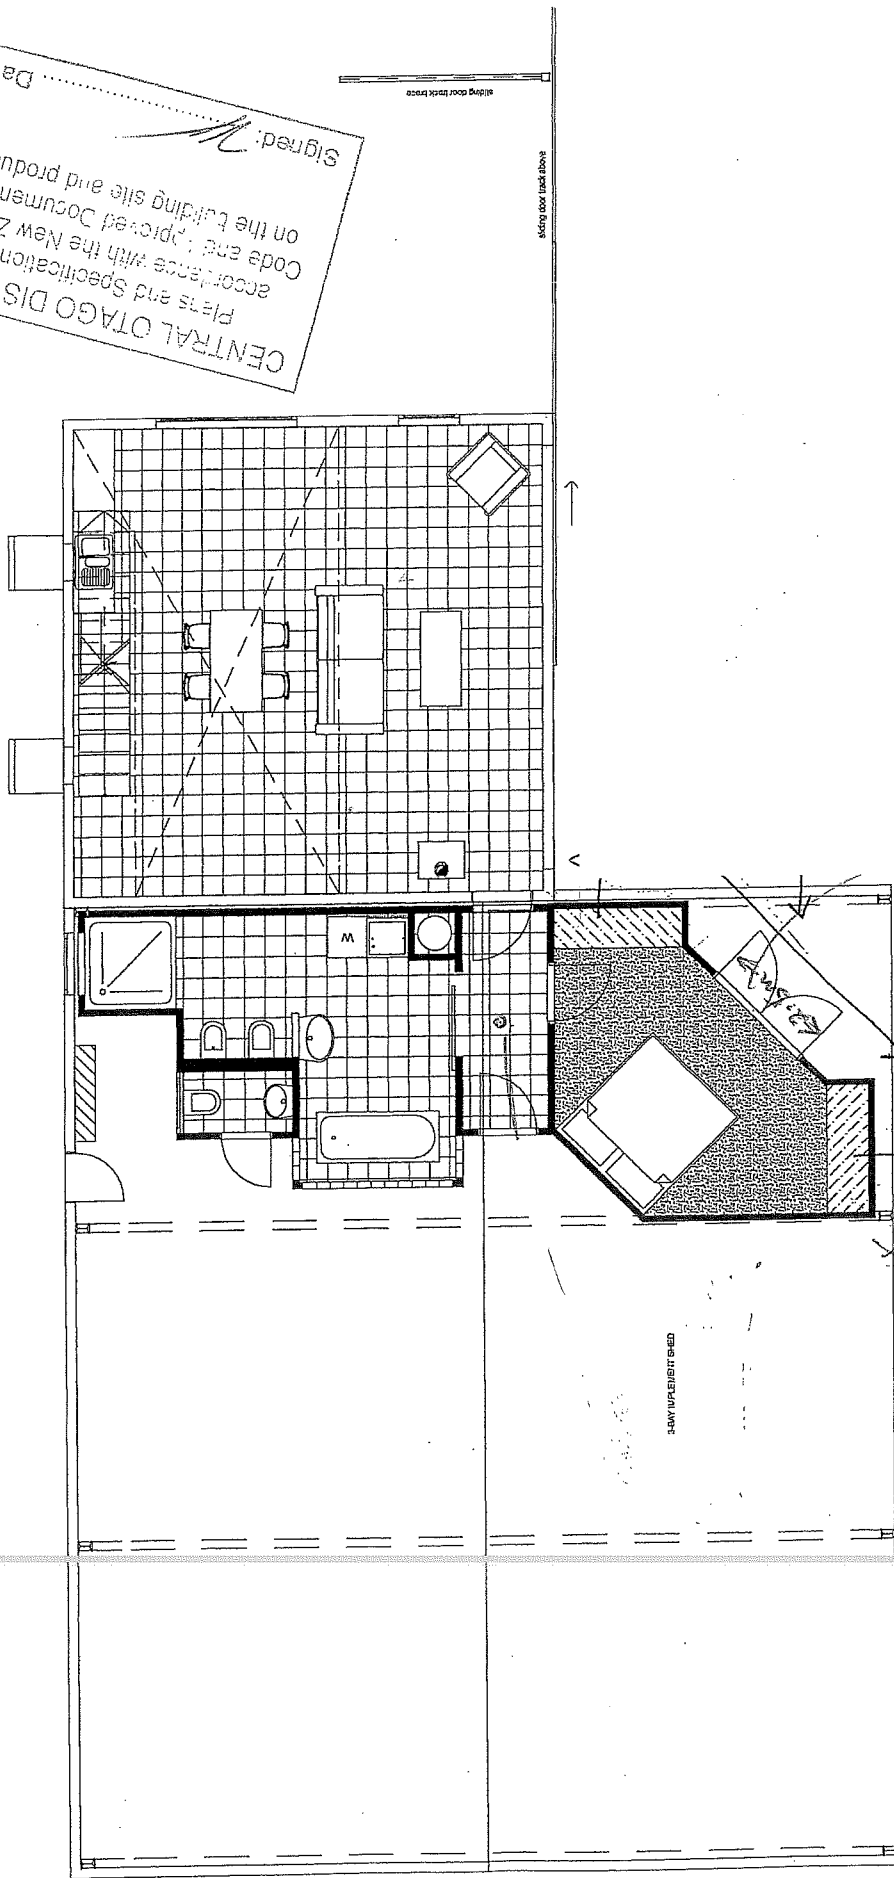 CENTRAL OTAGO DIS
Plans and Specification
accordance with the New Z
Code and Approved Documen
on the building site and produ
Signed: ........................ Da
sliding door track brace
sliding door track above
W
3-BAY IMPLEMENT SHED